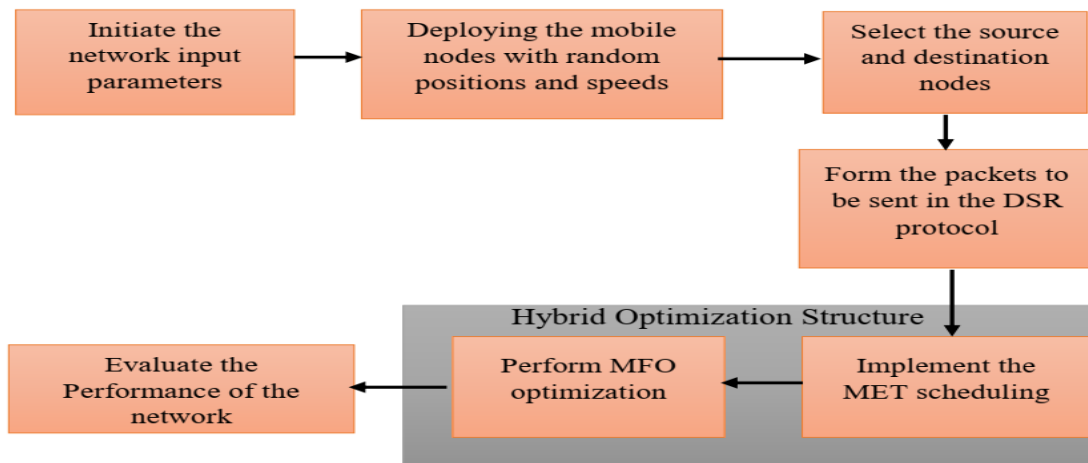 Initiate the
network input
parameters
Deploying the mobile
nodes with random
positions and speeds
Select the source
and destination
nodes
Form the packets to
be sent in the DSR
protocol
Hybrid Optimization Structure
Implement the
MET scheduling
Perform MFO
optimization
Evaluate the
Performance of the
network